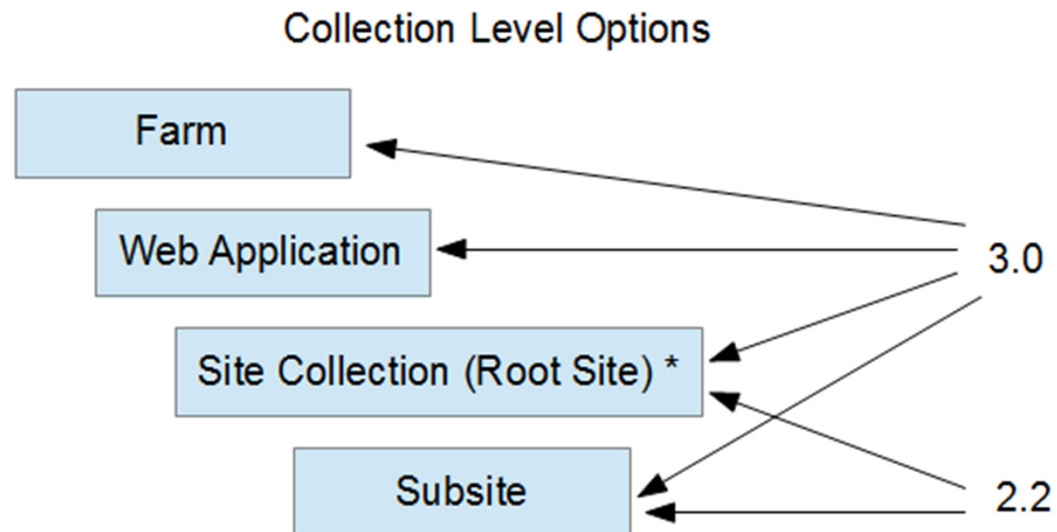 Collection Level Options
Farm
Web Application
3.0
Site Collection (Root Site) *
Subsite
2.2